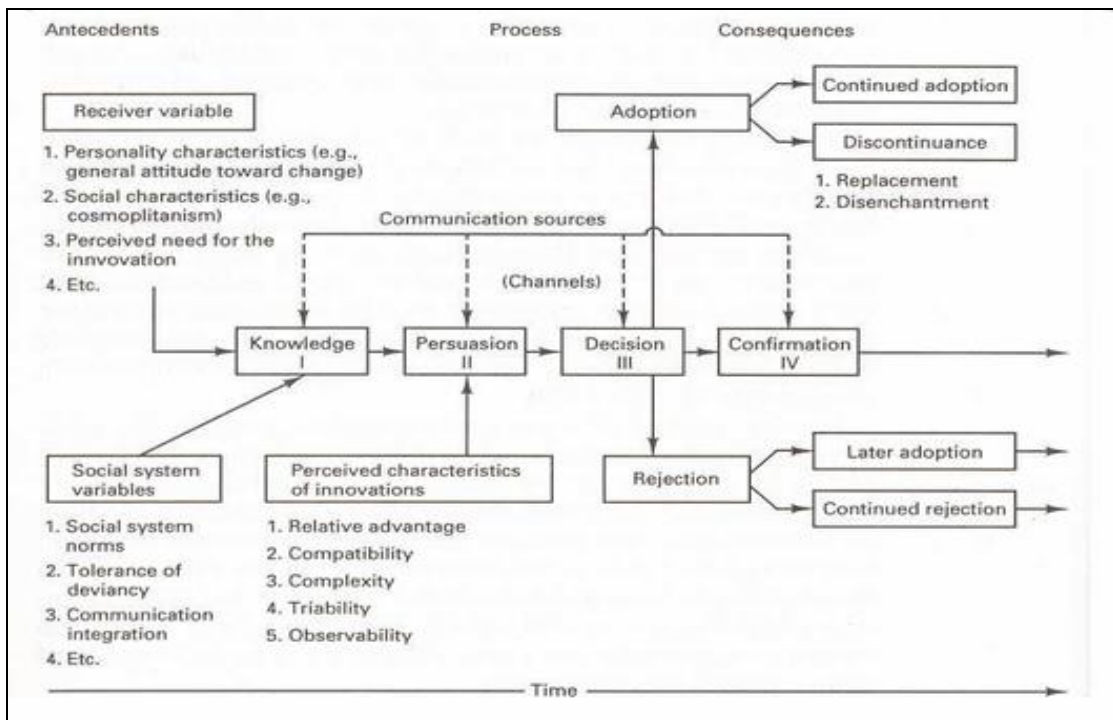 Antecedents
Process
Consequences
Receiver variable
1. Personality characteristics (e.g.,
general attitude toward change)
2. Social characteristics (e.g.,
cosmoplitanism)
3. Perceived need for the
innvovation
4. Etc.
Adoption
Continued adoption
Discontinuance
1. Replacement
2. Disenchantment
Communication sources
(Channels)
Knowledge
I
Persuasion
II
Decision
III
Confirmation
IV
Social system
variables
1. Social system
norms
2. Tolerance of
deviancy
3. Communication
integration
4. Etc.
Perceived characteristics
of innovations
1. Relative advantage
2. Compatibility
3. Complexity
4. Triability
5. Observability
Rejection
Later adoption
Continued rejection
Time